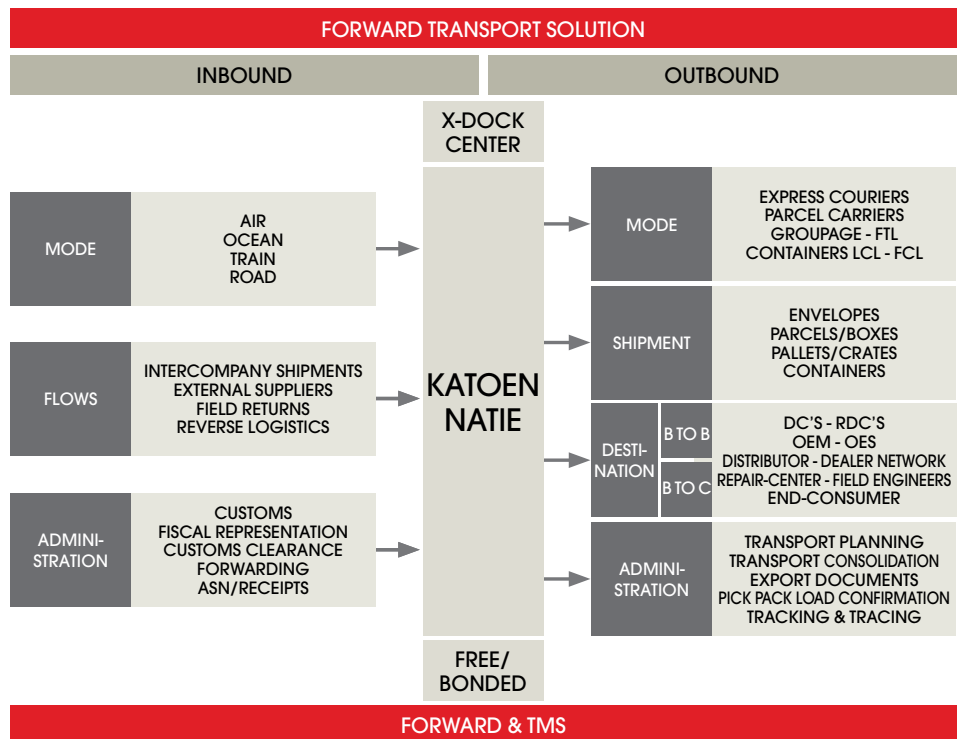 FORWARD TRANSPORT SOLUTION
INBOUND
OUTBOUND
X-DOCK
CENTER
MODE
AIR
OCEAN
TRAIN
ROAD
FLOWS
INTERCOMPANY SHIPMENTS
EXTERNAL SUPPLIERS
FIELD RETURNS
REVERSE LOGISTICS
ADMINI-
STRATION
CUSTOMS
FISCAL REPRESENTATION
CUSTOMS CLEARANCE
FORWARDING
ASN/RECEIPTS
KATOEN
NATIE
FREE/
BONDED
MODE
EXPRESS COURIERS
PARCEL CARRIERS
GROUPAGE - FTL
CONTAINERS LCL - FCL
SHIPMENT
ENVELOPES
PARCELS/BOXES
PALLETS/CRATES
CONTAINERS
DESTI-
NATION
B TO B
B TO C
DC'S - RDC'S
OEM - OES
DISTRIBUTOR - DEALER NETWORK
REPAIR-CENTER - FIELD ENGINEERS
END-CONSUMER
ADMINI-
STRATION
TRANSPORT PLANNING
TRANSPORT CONSOLIDATION
EXPORT DOCUMENTS
PICK PACK LOAD CONFIRMATION
TRACKING & TRACING
FORWARD & TMS